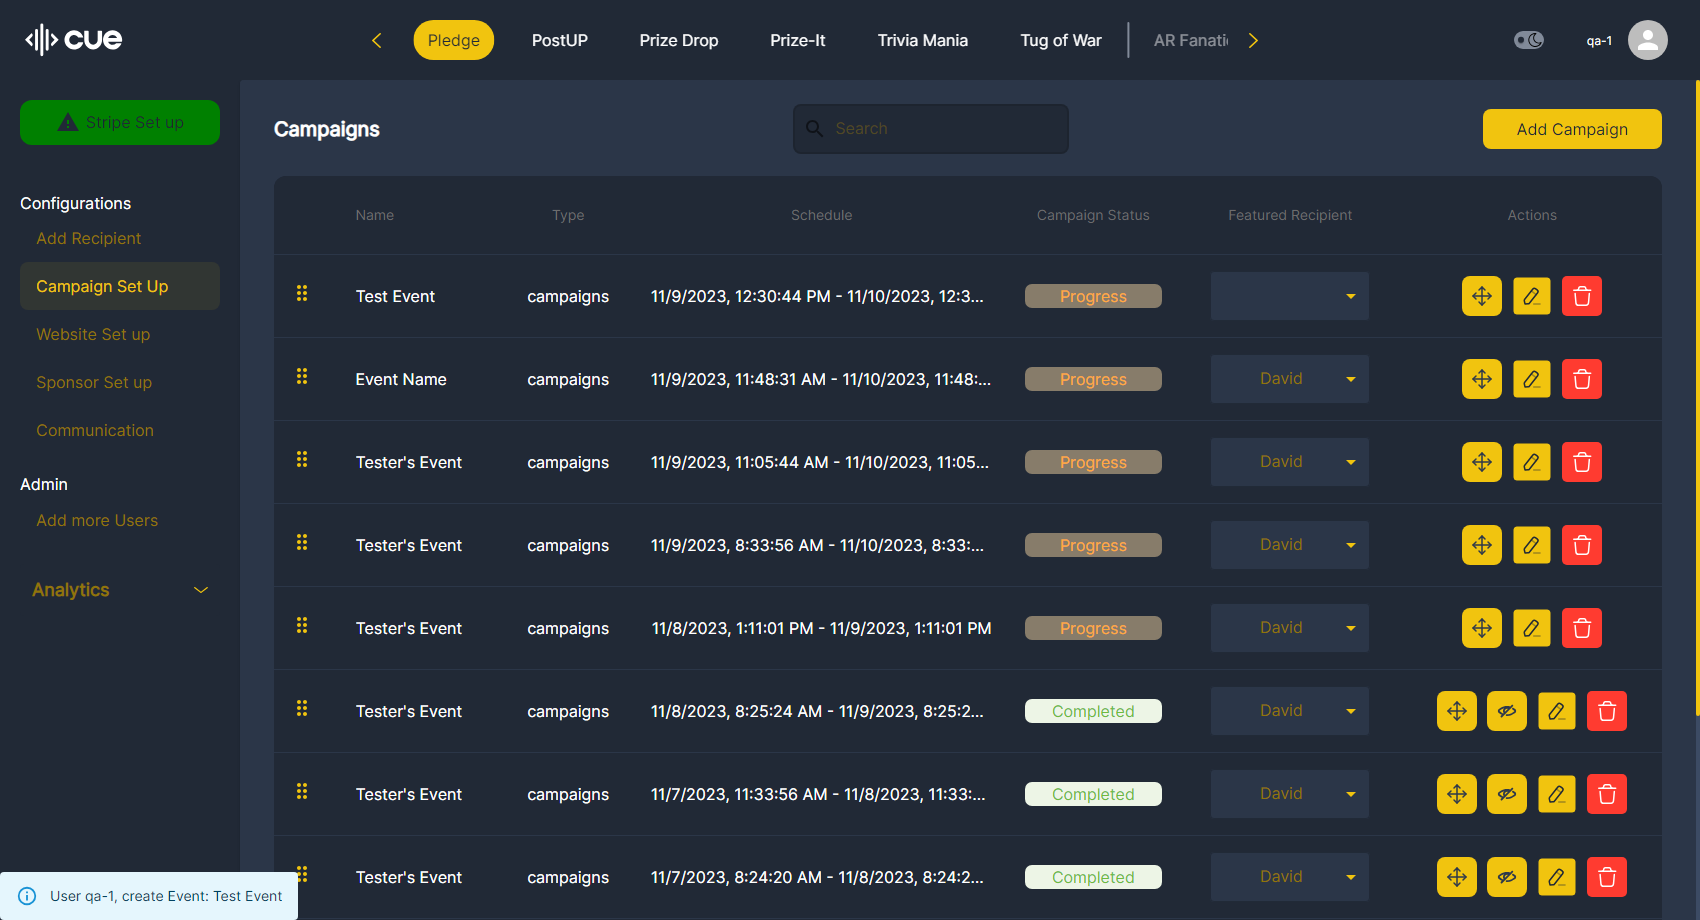 cue
Pledge PostUP Prize Drop Prize-It Trivia Mania Tug of War AR Fanati
qa-1
Stripe Set up
Configurations
Add Recipient
Campaign Set Up
Website Set up
Sponsor Set up
Communication
Admin
Add more Users
Analytics
Campaigns
Search
Add Campaign
Name Type Schedule Campaign Status Featured Recipient Actions
Test Event campaigns 11/9/2023, 12:30:44 PM - 11/10/2023, 12:3... Progress
Event Name campaigns 11/9/2023, 11:48:31 AM - 11/10/2023, 11:48:... Progress David
Tester's Event campaigns 11/9/2023, 11:05:44 AM - 11/10/2023, 11:05... Progress David
Tester's Event campaigns 11/9/2023, 8:33:56 AM - 11/10/2023, 8:33:... Progress David
Tester's Event campaigns 11/8/2023, 1:11:01 PM - 11/9/2023, 1:11:01 PM Progress David
Tester's Event campaigns 11/8/2023, 8:25:24 AM - 11/9/2023, 8:25:2... Completed David
Tester's Event campaigns 11/7/2023, 11:33:56 AM - 11/8/2023, 11:33:... Completed David
Tester's Event campaigns 11/7/2023, 8:24:20 AM - 11/8/2023, 8:24:2... Completed David
User qa-1, create Event: Test Event